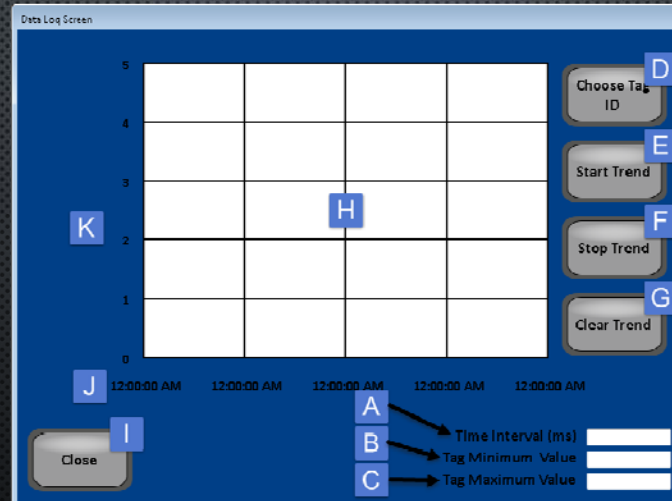 Data Log Screen
D
5
Choose Tag
ID
4
E
Start Trend
3
H
K
F
2
Stop Trend
1
G
Clear Trend
0
J
12:00:00 AM 12:00:00 AM 12:00:00 AM 12:00:00 AM 12:00:00 AM
A
I
Time Interval (ms)
B
Close
Tag Minimum Value
C
Tag Maximum Value